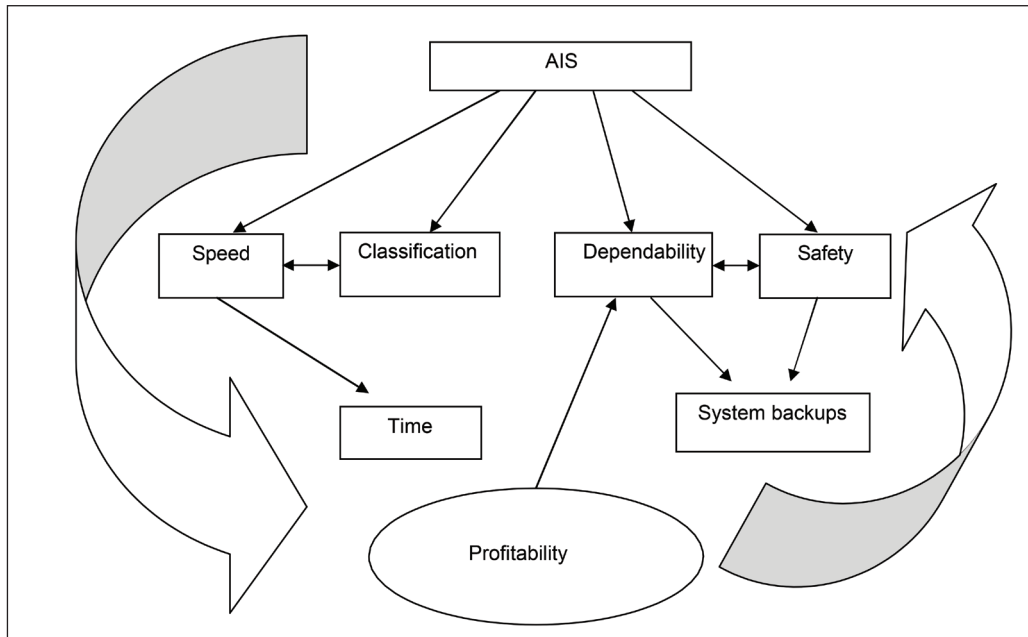 AIS
Speed
Classification
Dependability
Safety
Time
System backups
Profitability